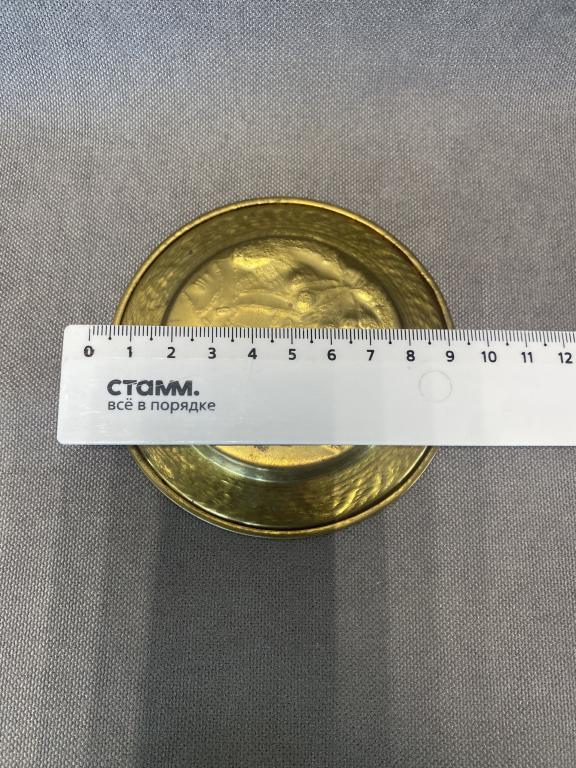 0 1 2 3 4 5 6 7 8 9 10 11 12
стамм.
всё в порядке